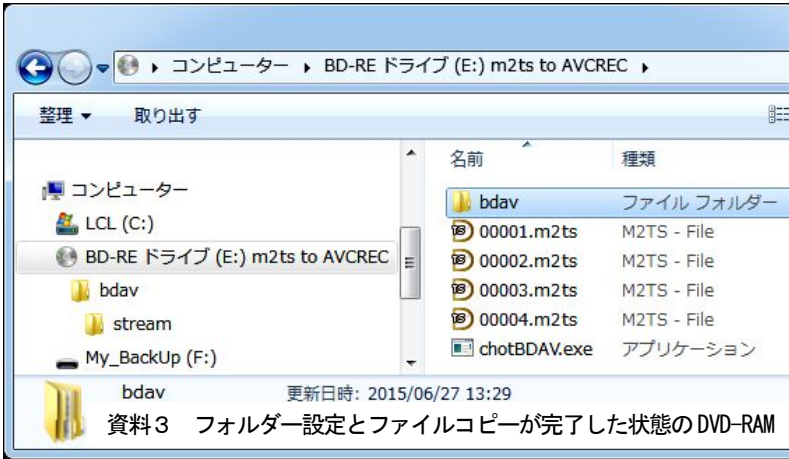 コンピューター ▸ BD-RE ドライブ (E:) m2ts to AVCREC ▸
整理 ▼ 取り出す
名前 種類
コンピューター
LCL (C:)
BD-RE ドライブ (E:) m2ts to AVCREC
bdav
stream
My_BackUp (F:)
bdav ファイル フォルダー
00001.m2ts M2TS - File
00002.m2ts M2TS - File
00003.m2ts M2TS - File
00004.m2ts M2TS - File
chotBDAV.exe アプリケーション
bdav 更新日時: 2015/06/27 13:29
資料３ フォルダー設定とファイルコピーが完了した状態のDVD-RAM